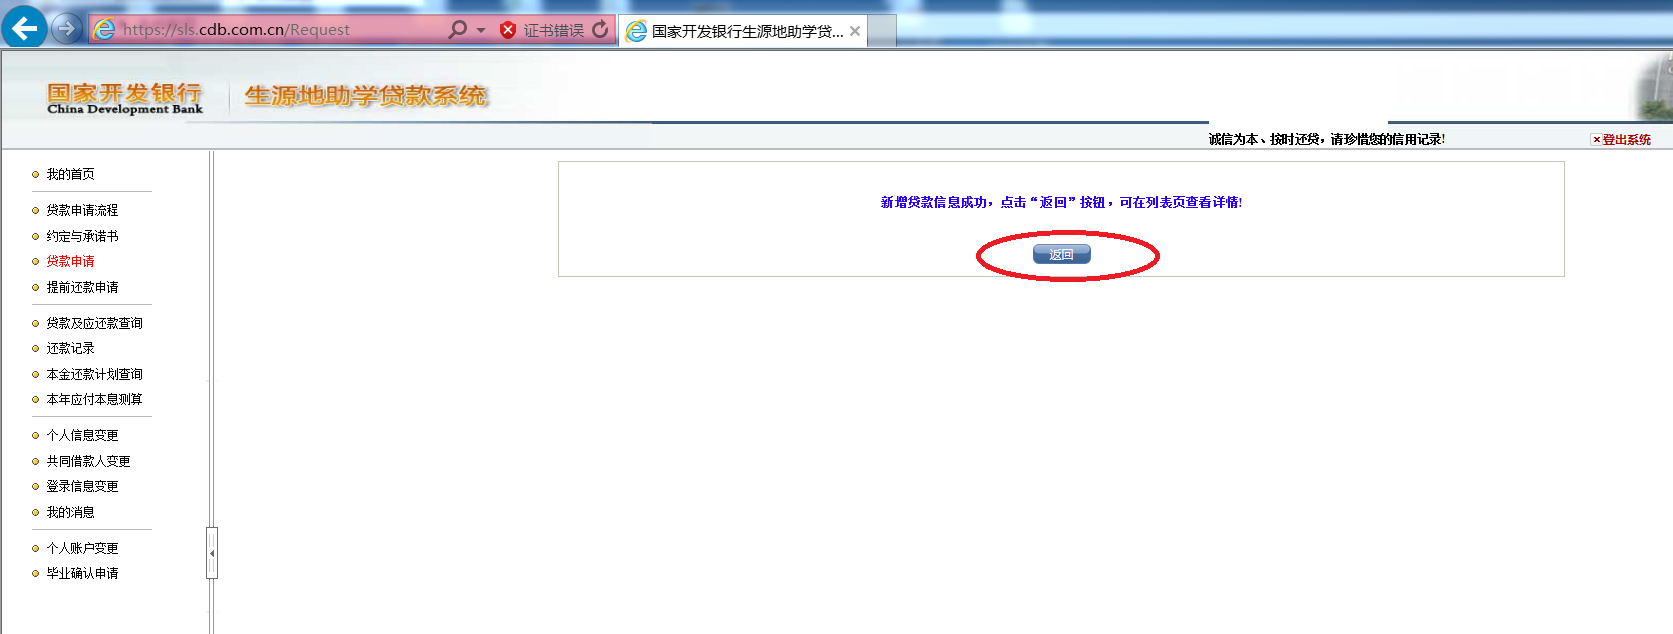 https://sls.cdb.com.cn/Request
证书错误
国家开发银行生源地助学贷...
国家开发银行
China Development Bank
生源地助学贷款系统
诚信为本、按时还贷，请珍惜您的信用记录!
登出系统
我的首页
贷款申请流程
约定与承诺书
贷款申请
提前还款申请
贷款及应还款查询
还款记录
本金还款计划查询
本年应付本息测算
个人信息变更
共同借款人变更
登录信息变更
我的消息
个人账户变更
毕业确认申请
新增贷款信息成功，点击“返回”按钮，可在列表页查看详情!
返回